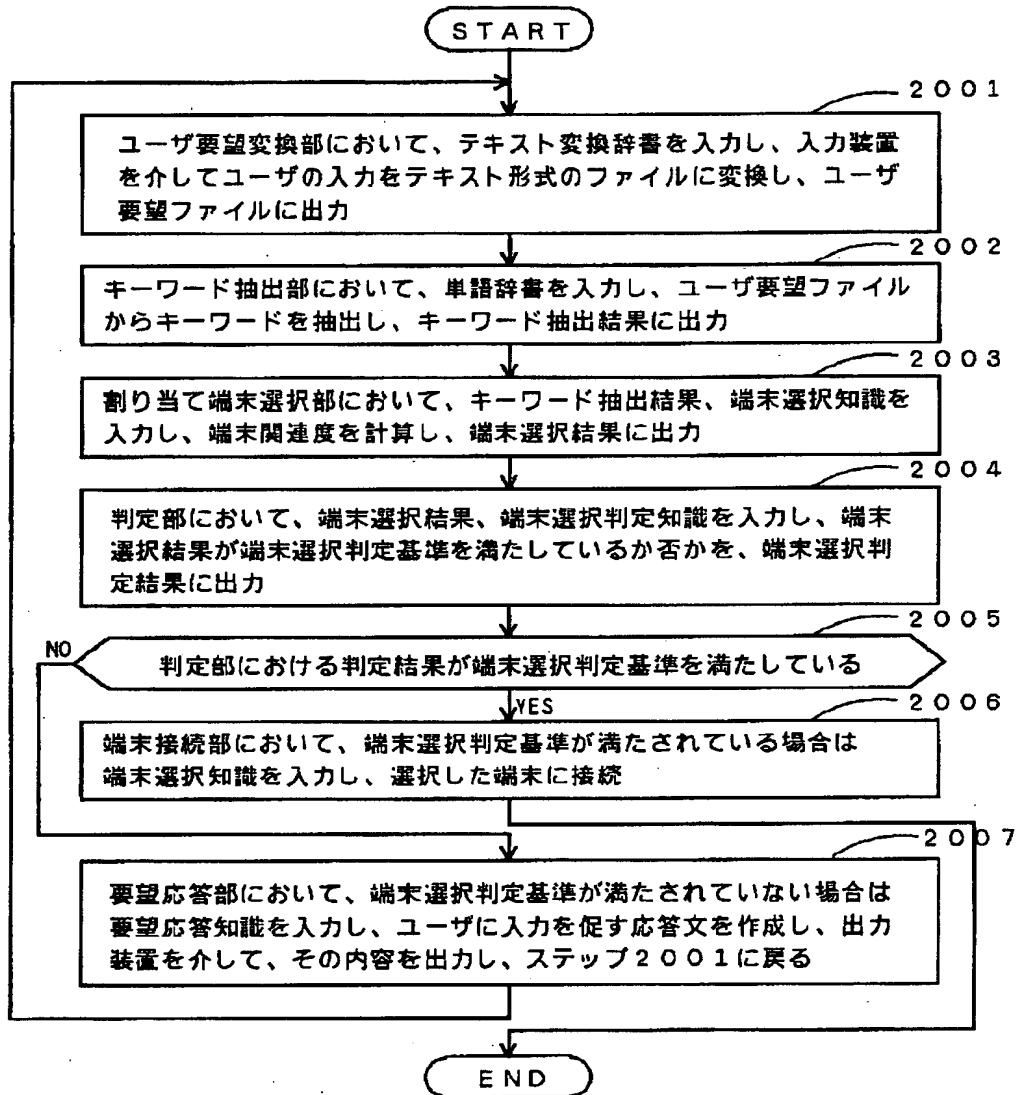 START
2001
ユーザ要望変換部において、テキスト変換辞書を入力し、入力装置
を介してユーザの入力をテキスト形式のファイルに変換し、ユーザ
要望ファイルに出力
2002
キーワード抽出部において、単語辞書を入力し、ユーザ要望ファイル
からキーワードを抽出し、キーワード抽出結果に出力
2003
割り当て端末選択部において、キーワード抽出結果、端末選択知識を
入力し、端末関連度を計算し、端末選択結果に出力
2004
判定部において、端末選択結果、端末選択判定知識を入力し、端末
選択結果が端末選択判定基準を満たしているか否かを、端末選択判
定結果に出力
2005
NO
判定部における判定結果が端末選択判定基準を満たしている
YES
2006
端末接続部において、端末選択判定基準が満たされている場合は
端末選択知識を入力し、選択した端末に接続
2007
要望応答部において、端末選択判定基準が満たされていない場合は
要望応答知識を入力し、ユーザに入力を促す応答文を作成し、出力
装置を介して、その内容を出力し、ステップ2001に戻る
END